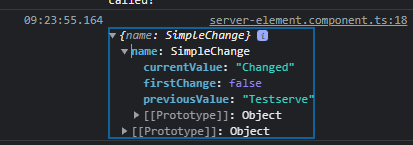 called!
09:23:55.164 server-element.component.ts:18
▼{name: SimpleChange} i
▼name: SimpleChange
currentValue: "Changed"
firstChange: false
previousValue: "Testserve"
▶[[Prototype]]: Object
▶[[Prototype]]: Object